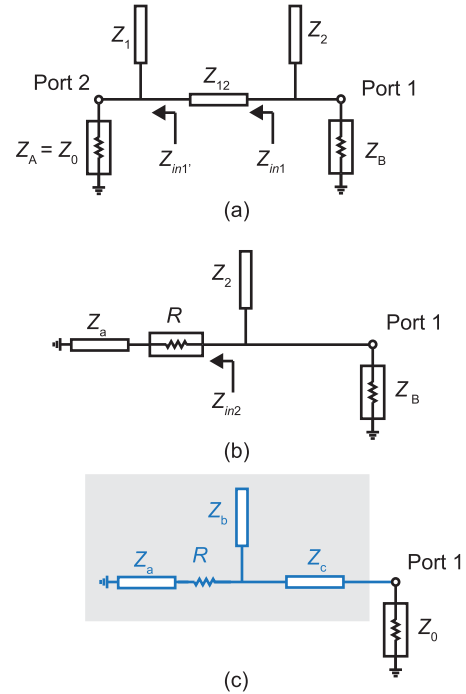 Z1
Z2
Port 2
Z12
Port 1
ZA = Z0
Zin1'
Zin1
ZB
(a)
Z2
Za
R
Port 1
Zin2
ZB
(b)
Zb
Za
R
Zc
Port 1
Z0
(c)